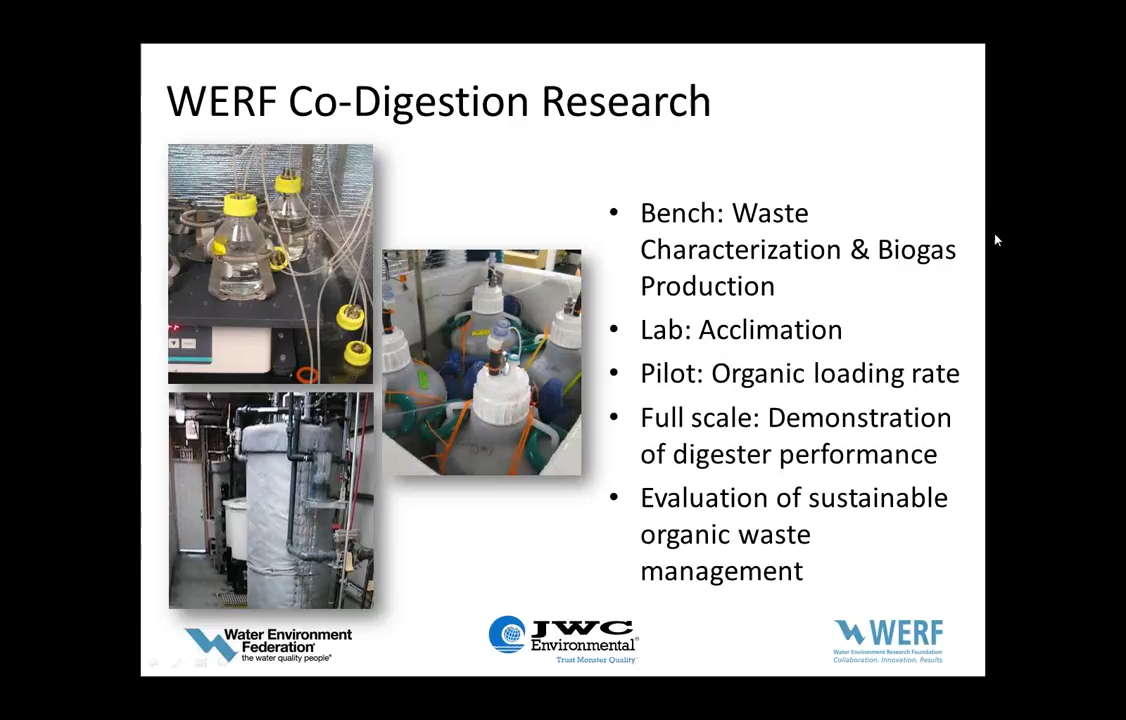 WERF Co-Digestion Research
• Bench: Waste
Characterization & Biogas
Production
• Lab: Acclimation
• Pilot: Organic loading rate
• Full scale: Demonstration
of digester performance
• Evaluation of sustainable
organic waste
management
Water Environment
Federation®
the water quality people®
JWC
Environmental®
Trust Monster Quality™
WERF
Water Environment Research Foundation
Collaboration. Innovation. Results.